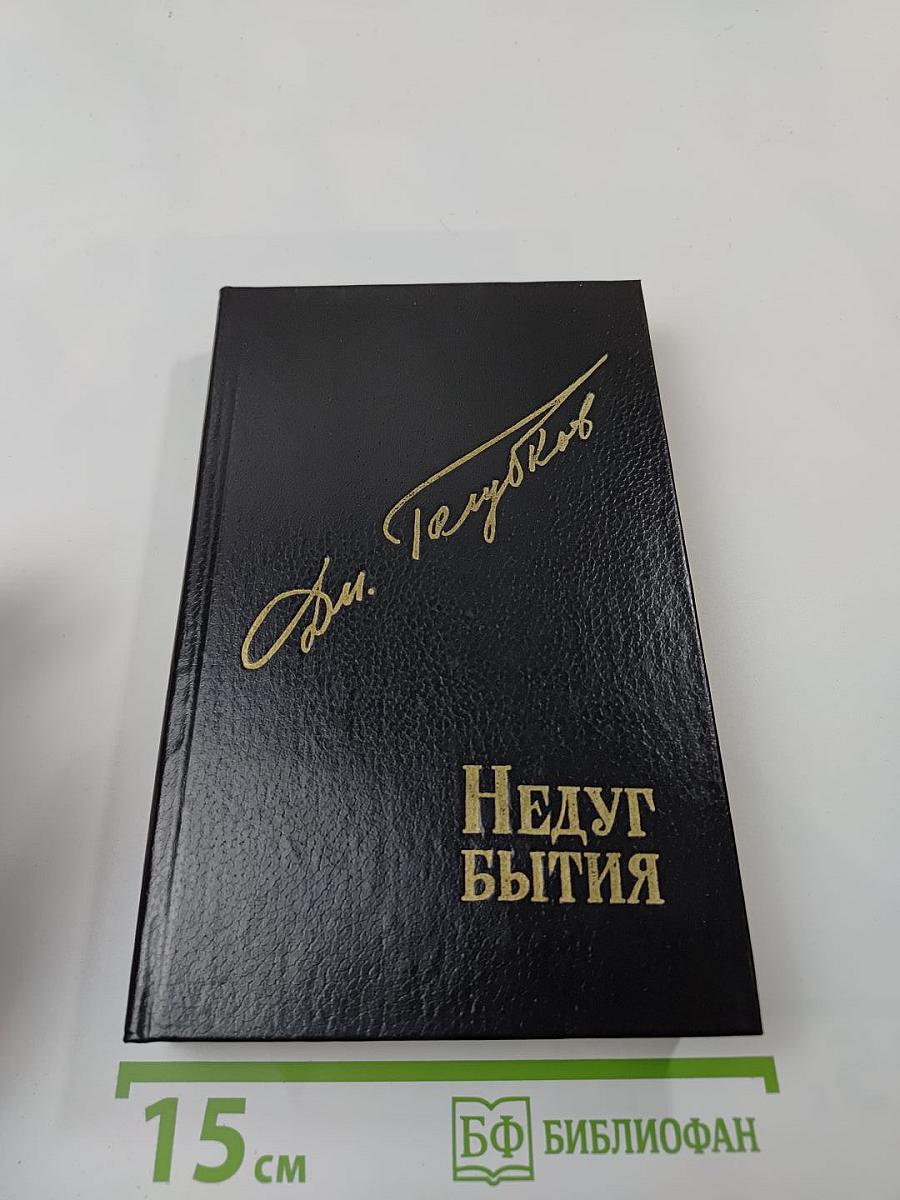 Дм. Голубков
Недуг
бытия
15 см
БФ БИБЛИОФАН